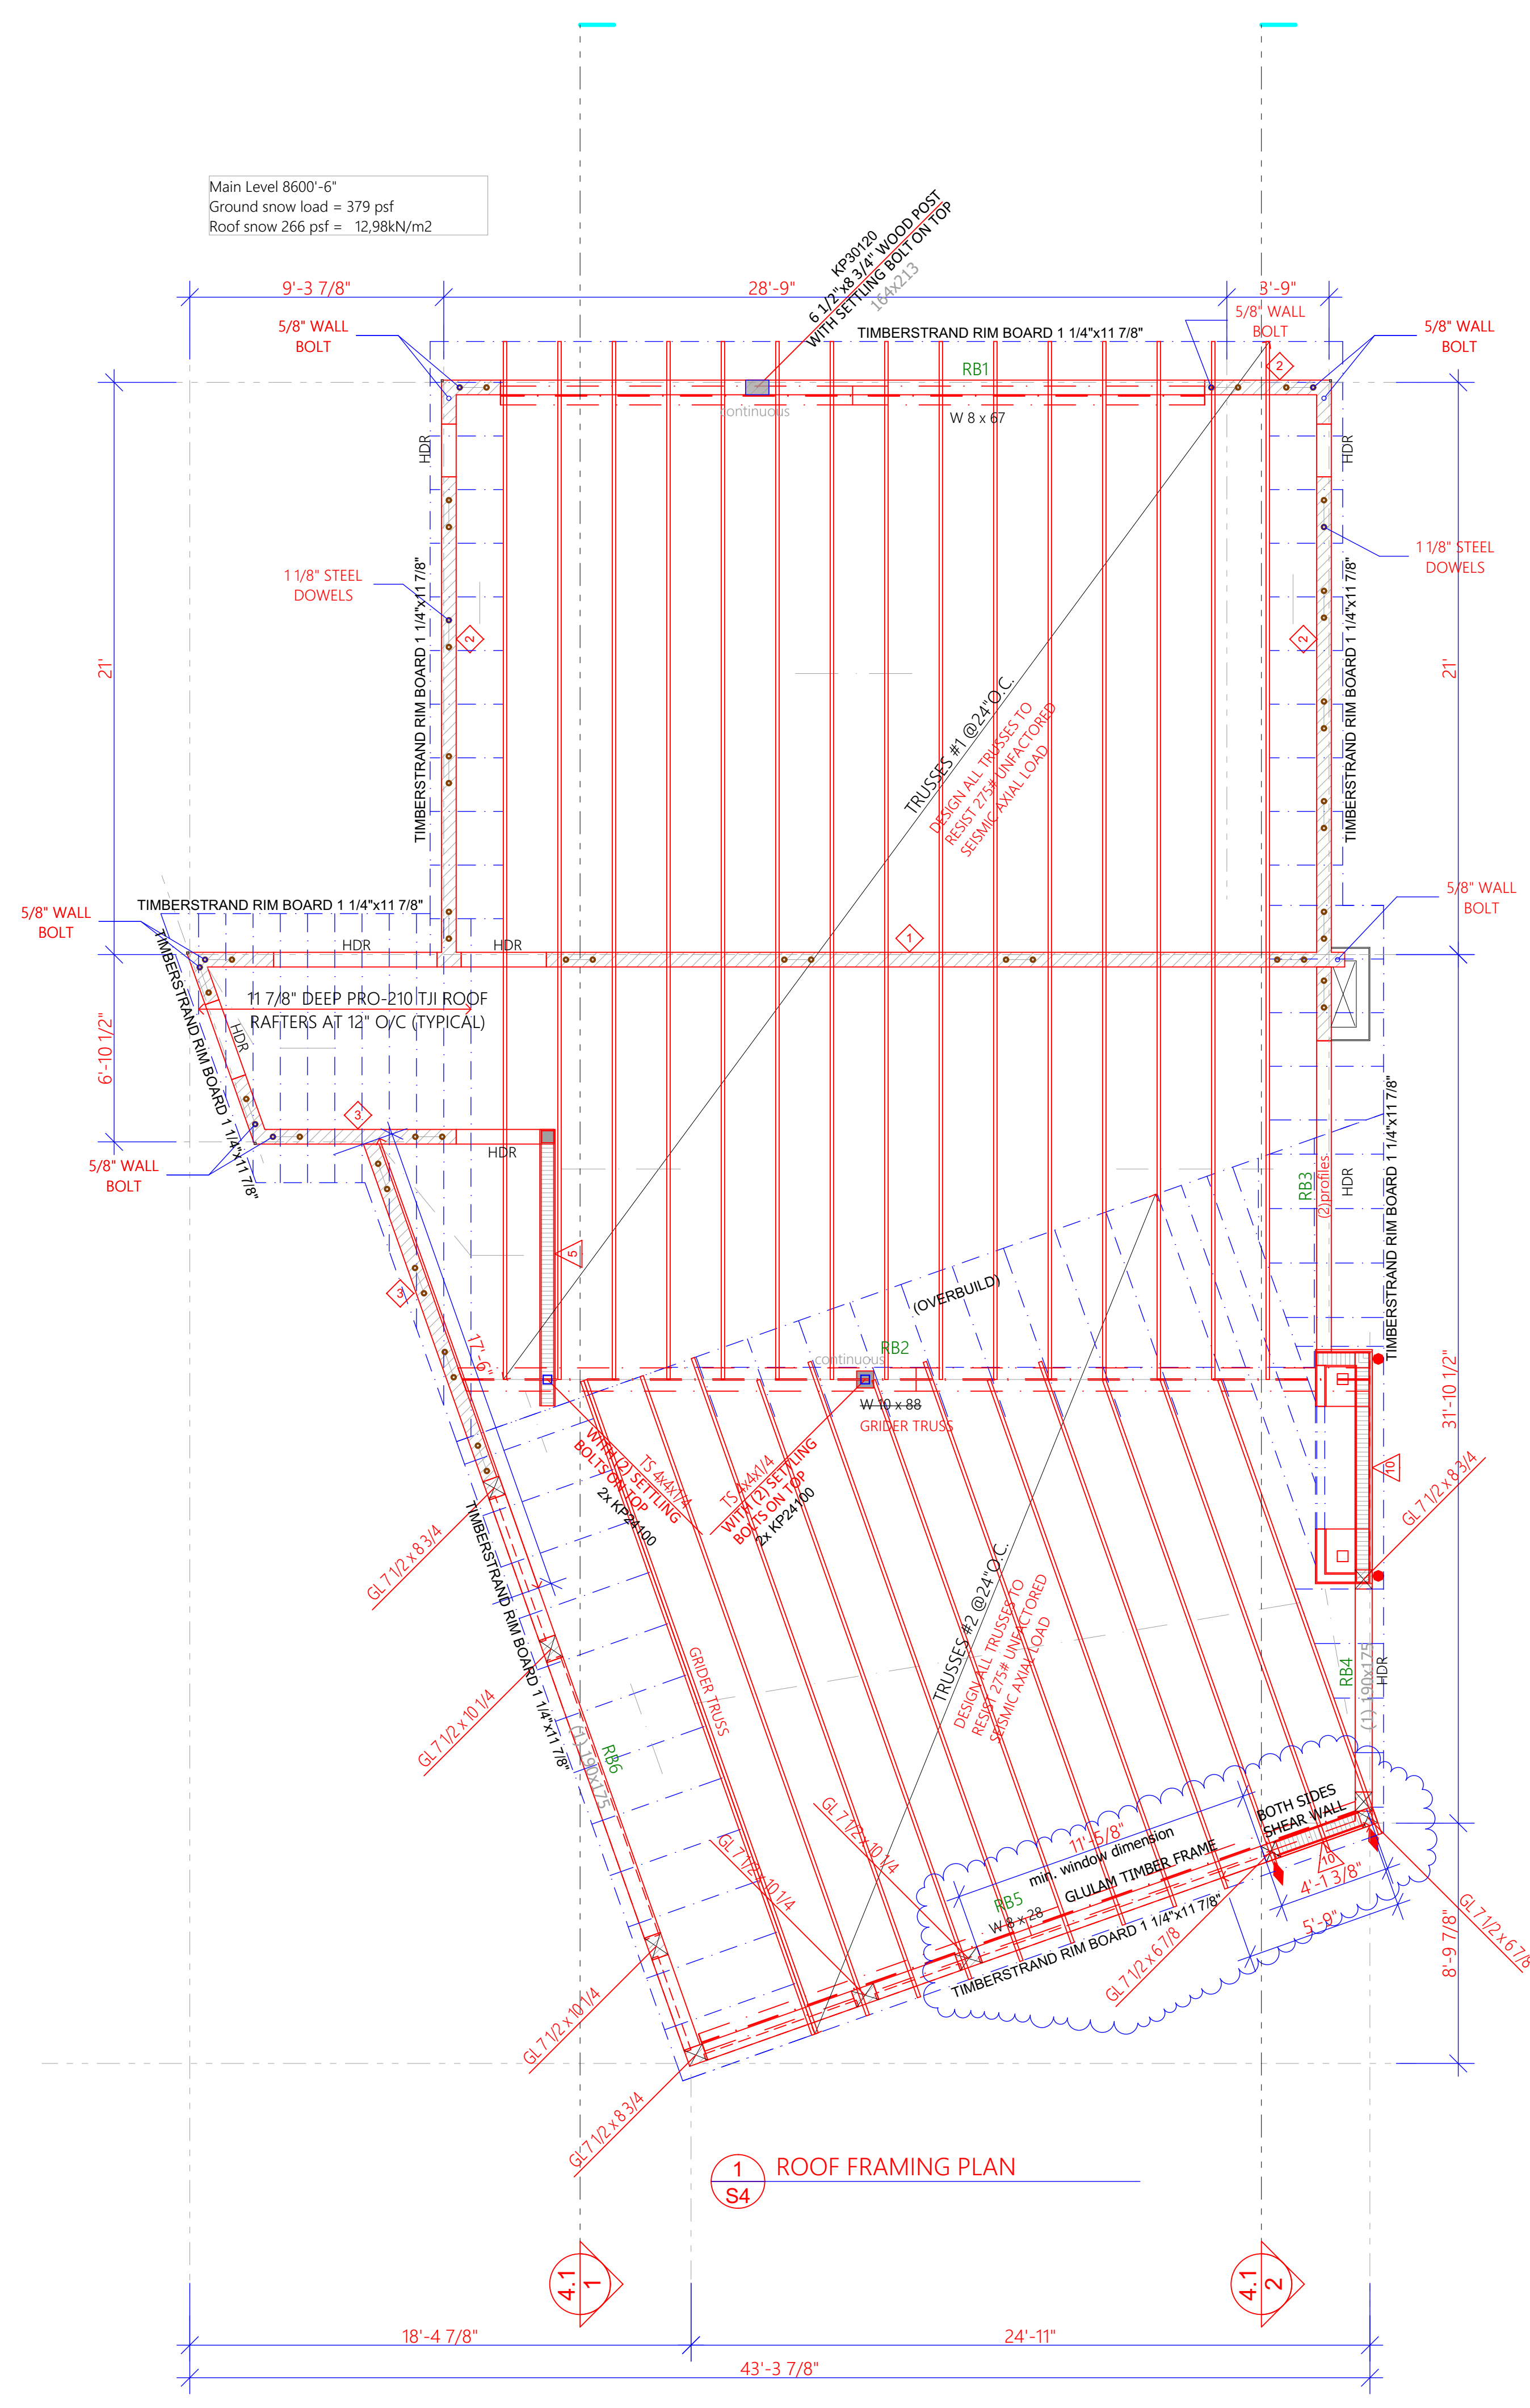 Main Level 8600'-6"
Ground snow load = 379 psf
Roof snow 266 psf =   12,98kN/m2
KP30120
6 1/2"x8 3/4" WOOD POST
WITH SETTLING BOLT ON TOP
164x213
9'-3 7/8"
28'-9"
3'-9"
5/8" WALL
BOLT
TIMBERSTRAND RIM BOARD 1 1/4"x11 7/8"
5/8" WALL
BOLT
5/8" WALL
BOLT
RB1
2
continuous
W 8 x 67
HDR
HDR
1 1/8" STEEL
DOWELS
1 1/8" STEEL
DOWELS
TIMBERSTRAND RIM BOARD 1 1/4"x11 7/8"
TIMBERSTRAND RIM BOARD 1 1/4"x11 7/8"
2
2
21'
21'
TRUSSES #1 @24"O.C.
DESIGN ALL TRUSSES TO
RESIST 275# UNFACTORED
SEISMIC AXIAL LOAD
5/8" WALL
BOLT
TIMBERSTRAND RIM BOARD 1 1/4"x11 7/8"
5/8" WALL
BOLT
HDR
HDR
1
11 7/8" DEEP PRO-210 TJI ROOF
RAFTERS AT 12" O/C (TYPICAL)
HDR
TIMBERSTRAND RIM BOARD 1 1/4"x11 7/8"
6'-10 1/2"
3
HDR
5/8" WALL
BOLT
RB3
(2)profiles
HDR
TIMBERSTRAND RIM BOARD 1 1/4"x11 7/8"
5
3
(OVERBUILD)
17'-6"
RB2
continuous
W 10 x 88
GRIDER TRUSS
31'-10 1/2"
TS 4x4x1/4
WITH (2) SETTLING
BOLTS ON TOP
2x KP24100
TS 4x4x1/4
WITH (2) SETTLING
BOLTS ON TOP
2x KP24100
10
GL 7 1/2 x 8 3/4
GL 7 1/2 x 8 3/4
TIMBERSTRAND RIM BOARD 1 1/4"x11 7/8"
GRIDER TRUSS
TRUSSES #2 @24"O.C.
DESIGN ALL TRUSSES TO
RESIST 275# UNFACTORED
SEISMIC AXIAL LOAD
RB4
(1) 190x175
HDR
GL 7 1/2 x 10 1/4
RB6
(1) 190x175
GL 7 1/2 x 10 1/4
GL 7 1/2 x 10 1/4
BOTH SIDES
SHEAR WALL
11'-5/8"
min. window dimension
GLULAM TIMBER FRAME
10
4'-1 3/8"
5'-9"
RB5
W 8 x 28
TIMBERSTRAND RIM BOARD 1 1/4"x11 7/8"
GL 7 1/2 x 6 7/8
GL 7 1/2 x 6 7/8
8'-9 7/8"
GL 7 1/2 x 10 1/4
GL 7 1/2 x 8 3/4
1
S4
ROOF FRAMING PLAN
4.1
1
4.1
2
18'-4 7/8"
24'-11"
43'-3 7/8"